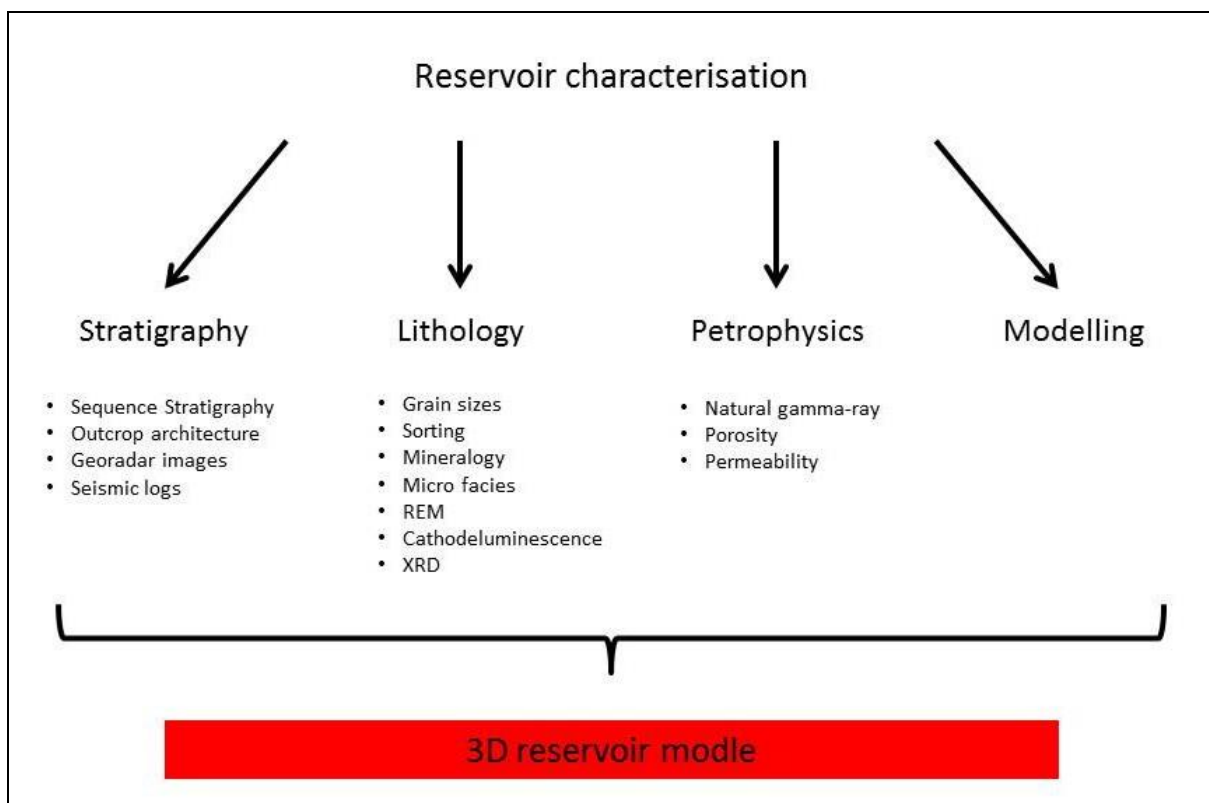 Reservoir characterisation
Stratigraphy
• Sequence Stratigraphy
• Outcrop architecture
• Georadar images
• Seismic logs
Lithology
• Grain sizes
• Sorting
• Mineralogy
• Micro facies
• REM
• Cathodeluminescence
• XRD
Petrophysics
• Natural gamma-ray
• Porosity
• Permeability
Modelling
3D reservoir modle